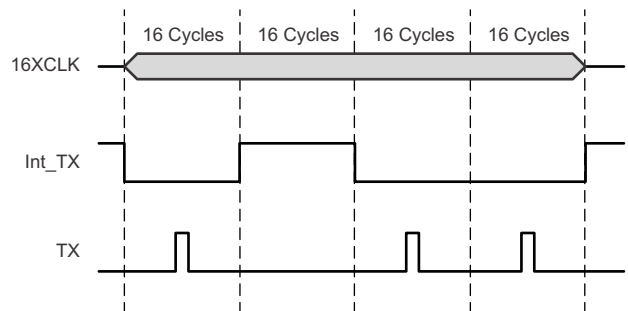 16 Cycles 16 Cycles 16 Cycles 16 Cycles
16XCLK
Int_TX
TX